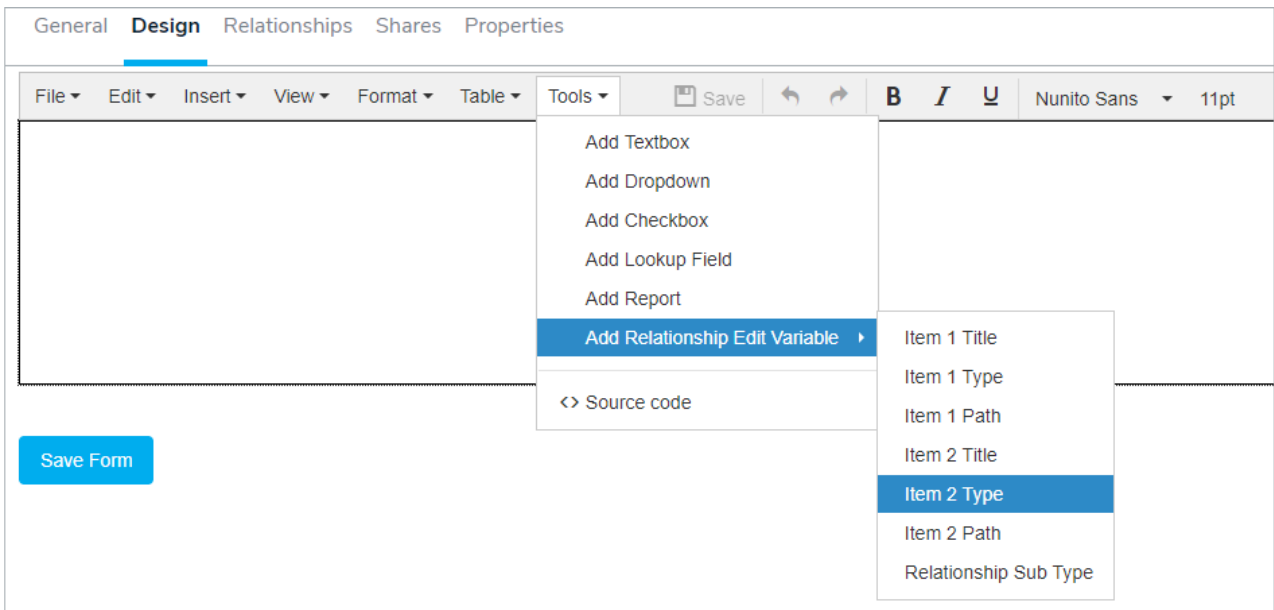 General Design Relationships Shares Properties
File Edit Insert View Format Table Tools Save B I U Nunito Sans 11pt
Add Textbox
Add Dropdown
Add Checkbox
Add Lookup Field
Add Report
Add Relationship Edit Variable
Source code
Item 1 Title
Item 1 Type
Item 1 Path
Item 2 Title
Item 2 Type
Item 2 Path
Relationship Sub Type
Save Form